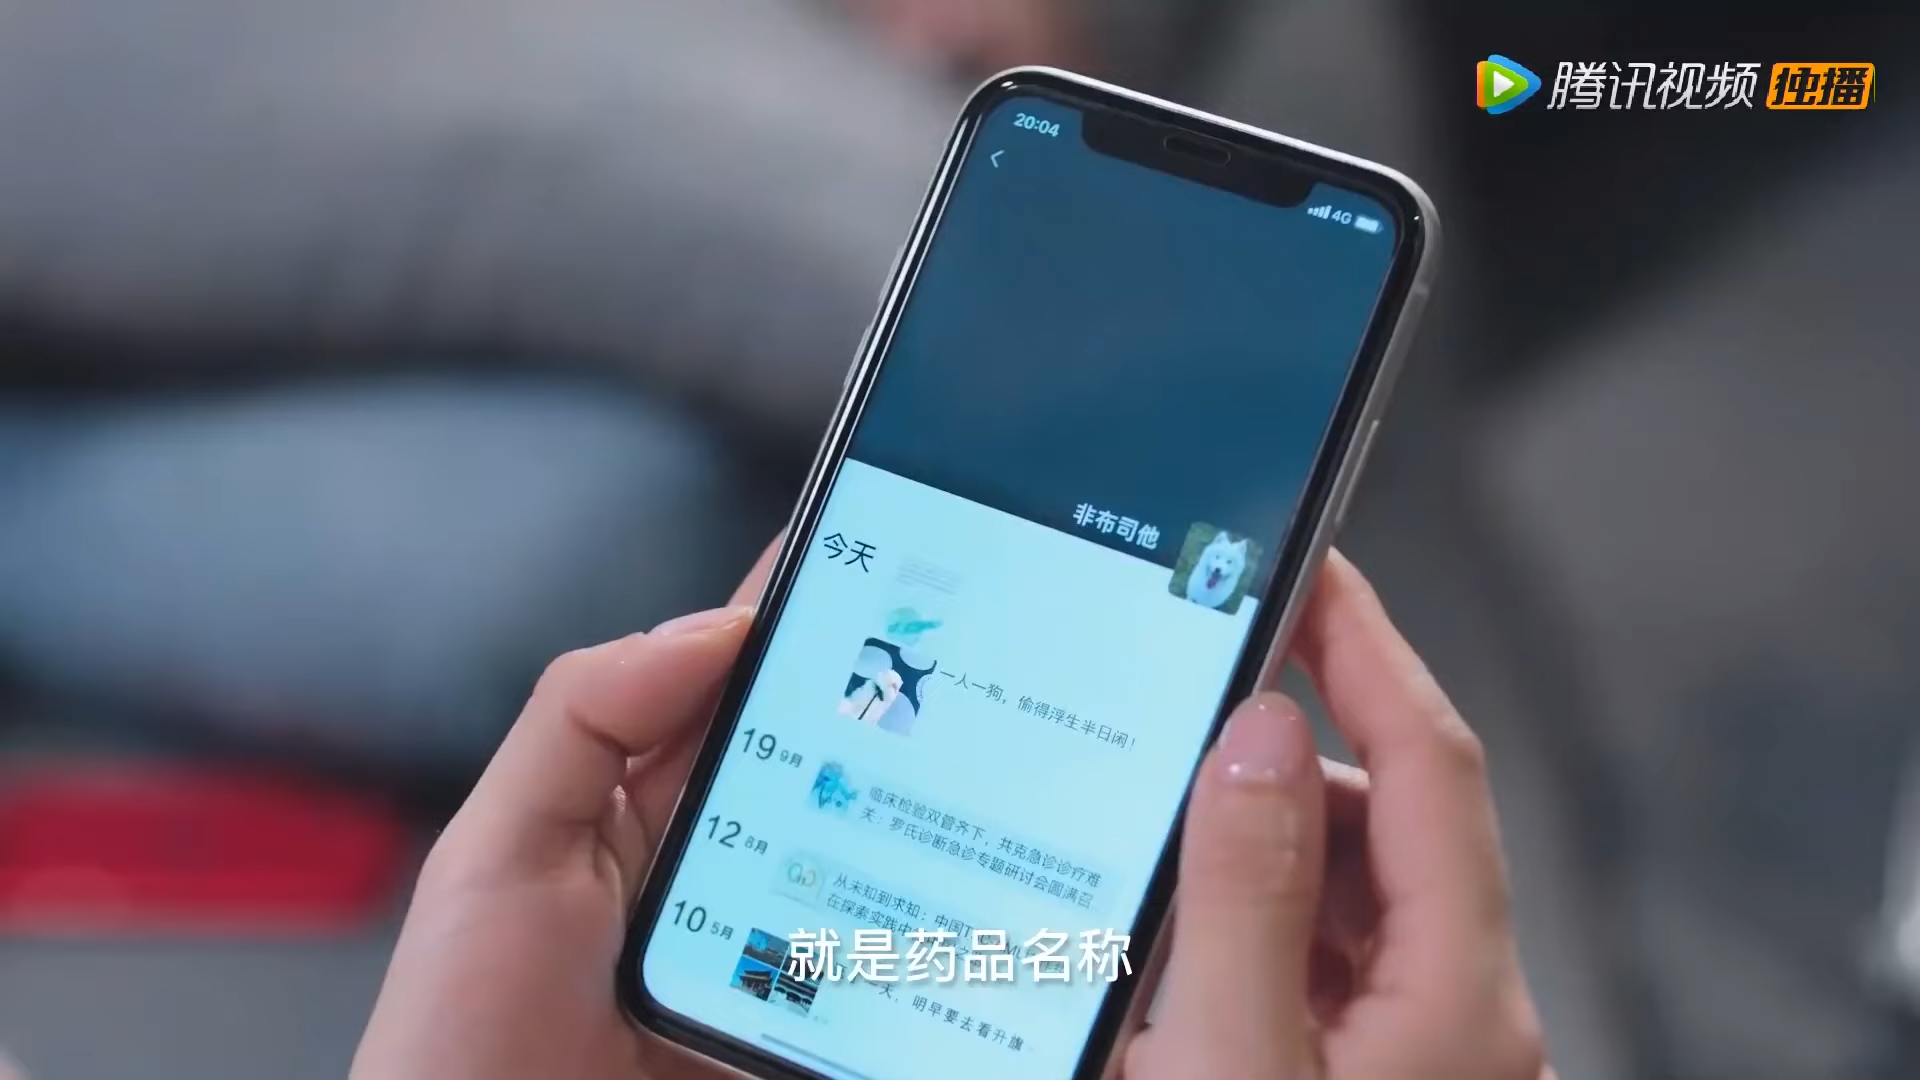 腾讯视频 独播
20:04
4G
非布司他
今天
一人一狗，偷得浮生半日闲！
19 9月
临床检验双管齐下，共克急诊诊疗难
关：罗氏诊断急诊专题研讨会圆满召...
12 8月
从未知到求知：中国T
在探索实践中
10 5月
天，明早要去看升旗
就是药品名称